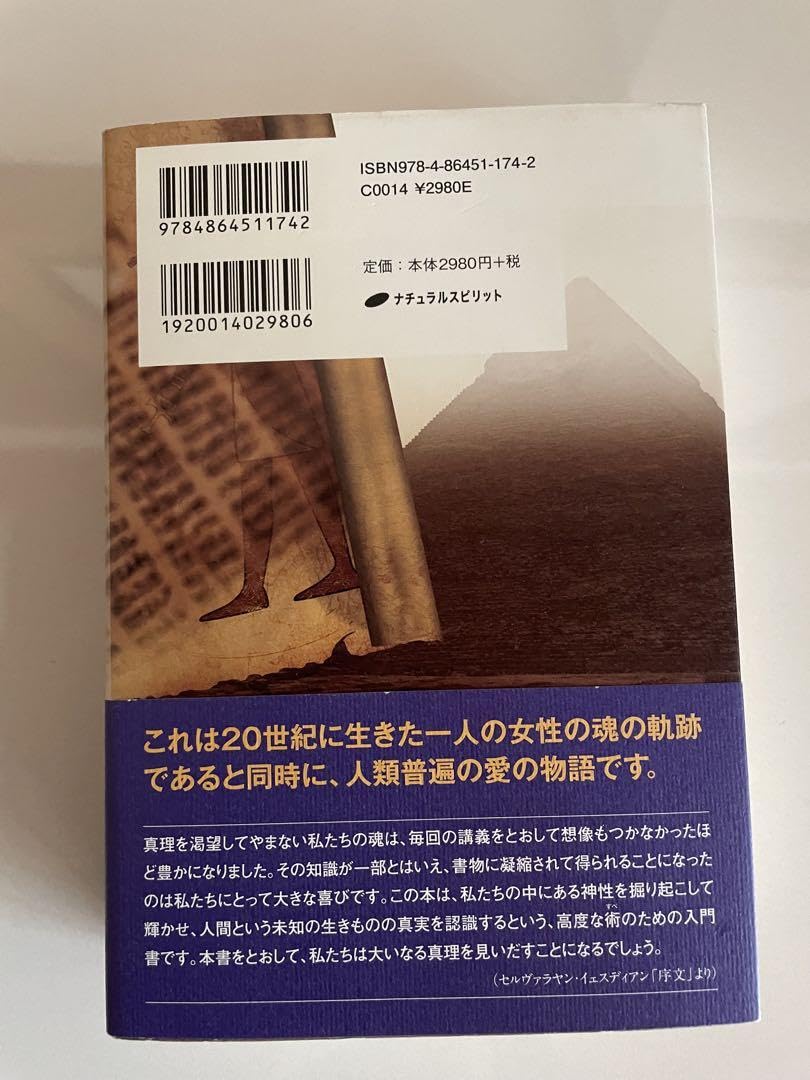 ISBN978-4-86451-174-2
C0014 ¥2980E
9784864511742
定価：本体2980円+税
ナチュラルスピリット
1920014029806
これは20世紀に生きた一人の女性の魂の軌跡
であると同時に、人類普遍の愛の物語です。
真理を渇望してやまない私たちの魂は、毎回の講義をとおして想像もつかなかったほ
ど豊かになりました。その知識が一部とはいえ、書物に凝縮されて得られることになった
のは私たちにとって大きな喜びです。この本は、私たちの中にある神性を掘り起こして
輝かせ、人間という未知の生きものの真実を認識するという、高度な術のための入門
すべ
書です。本書をとおして、私たちは大いなる真理を見いだすことになるでしょう。
（セルヴァラヤン・イェスディアン「序文」より）